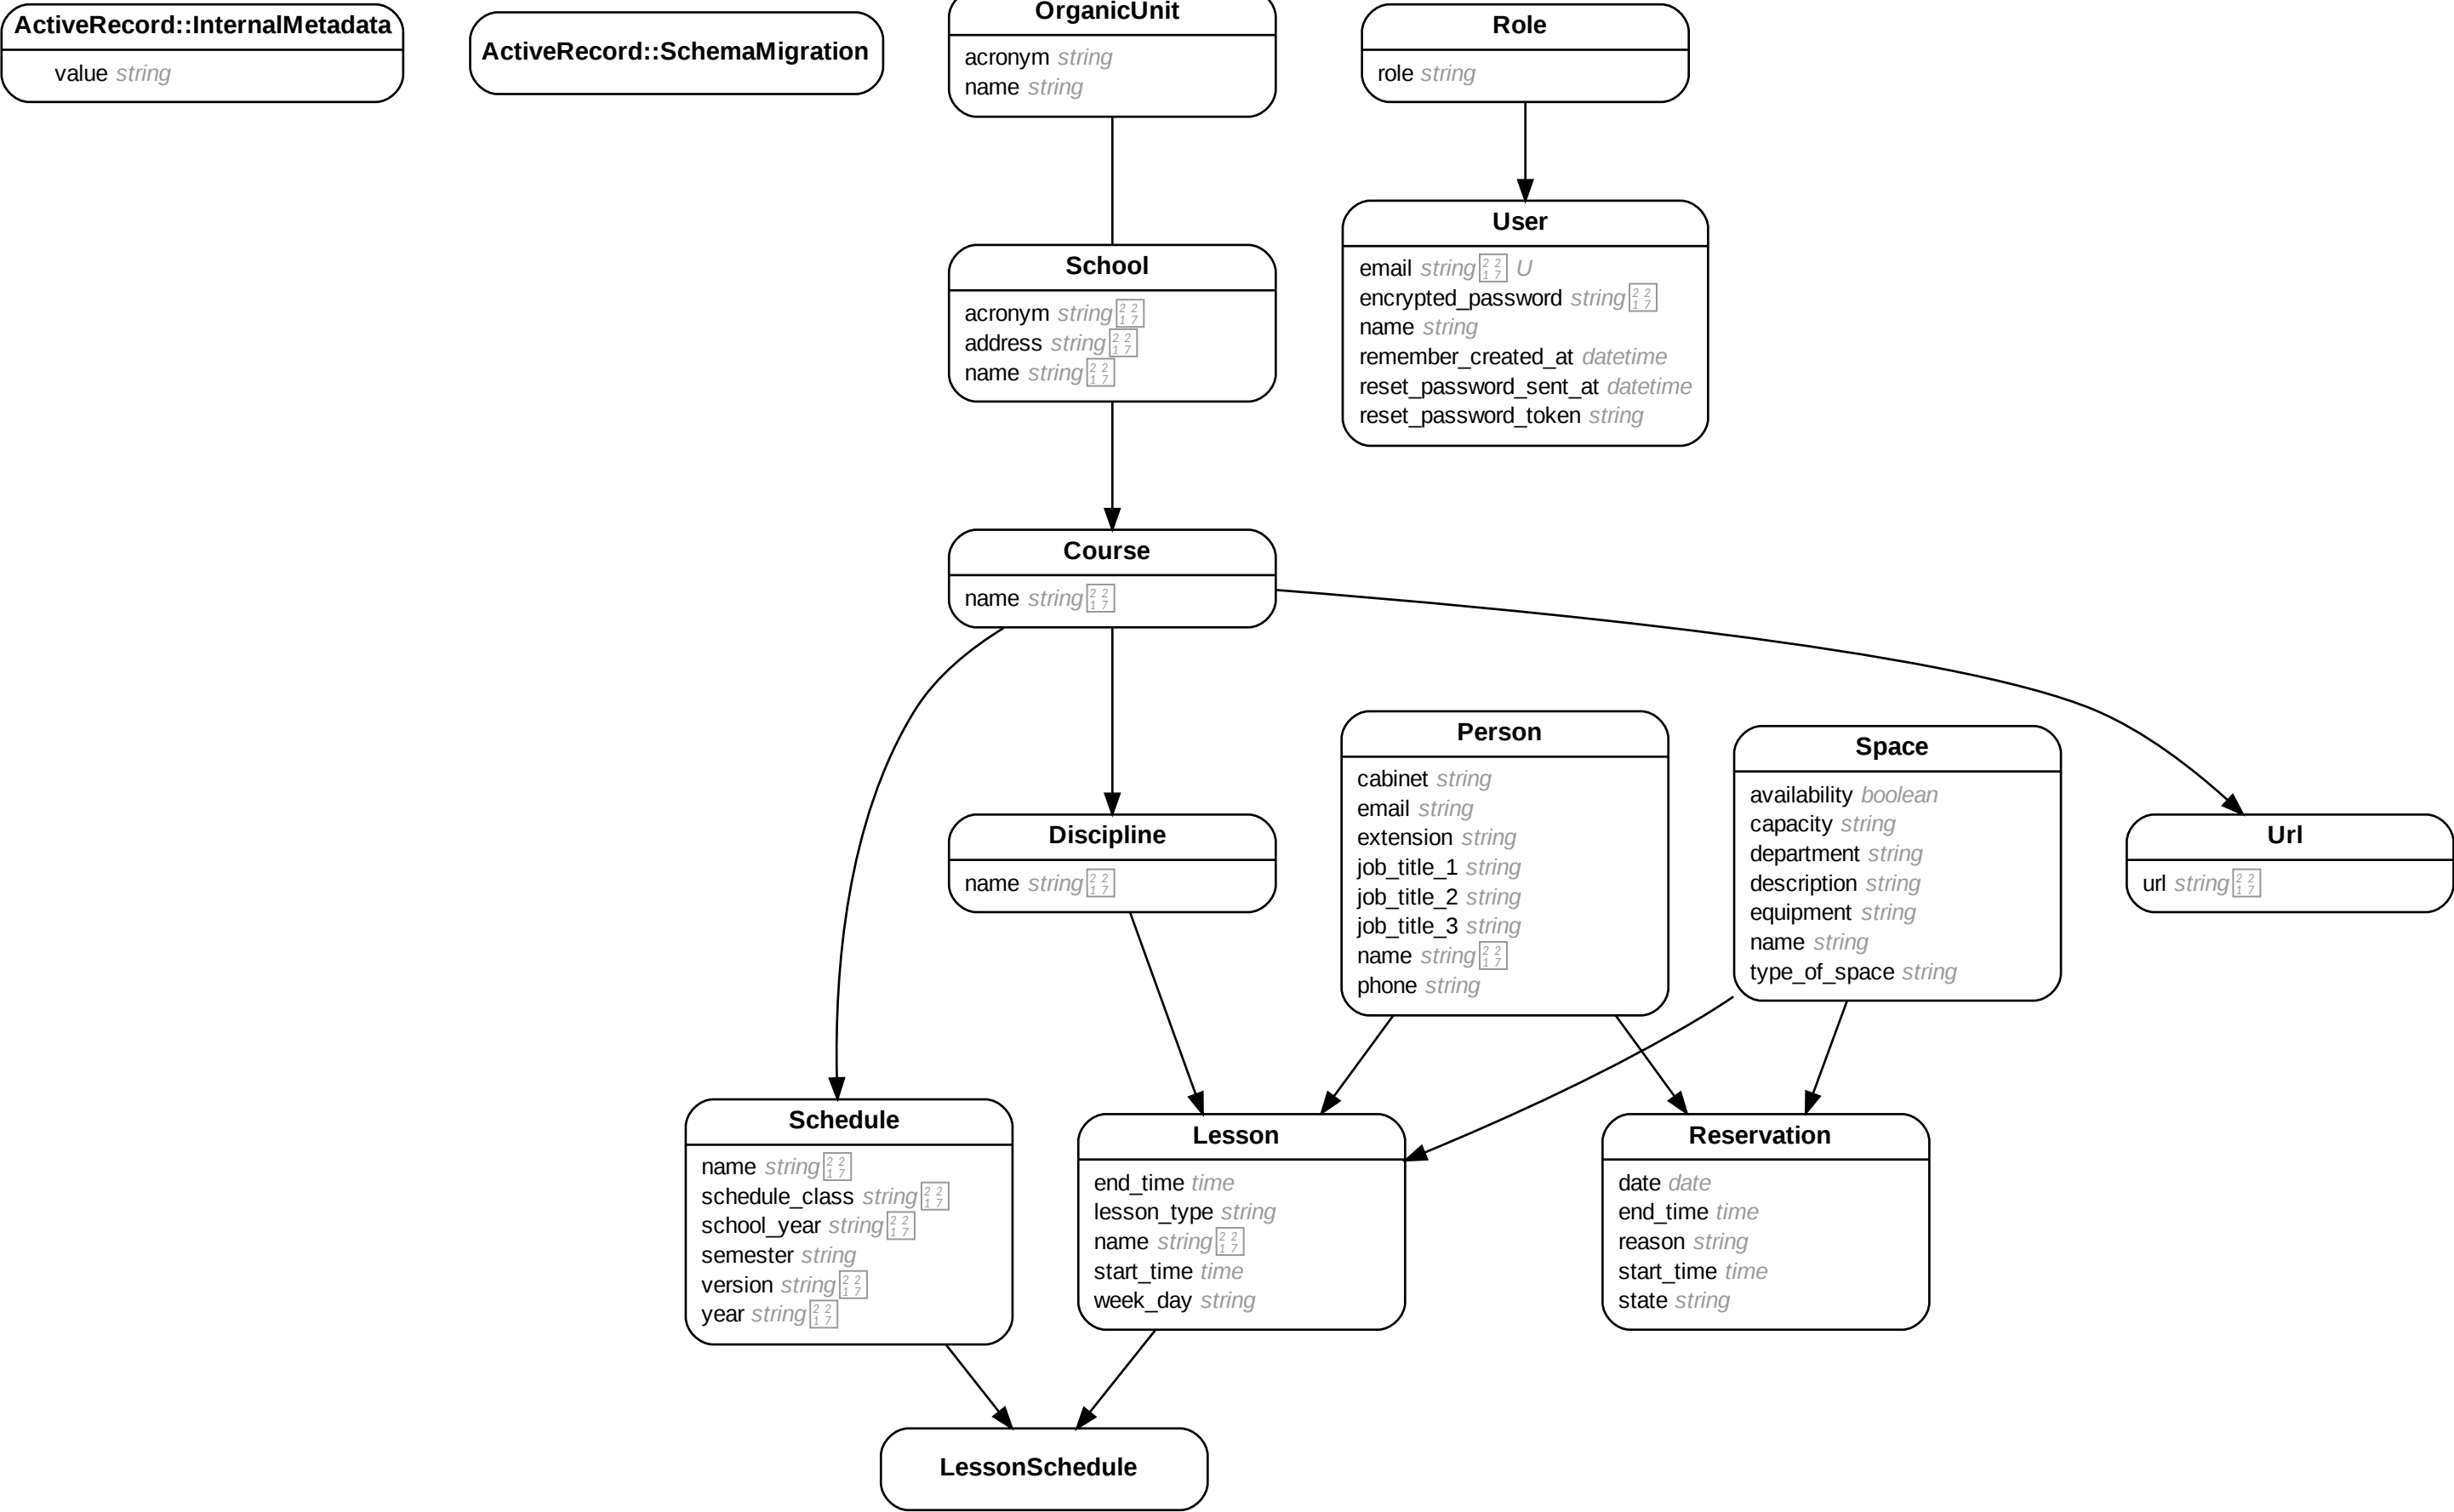 ActiveRecord::InternalMetadata
value string
ActiveRecord::SchemaMigration
OrganicUnit
acronym string
name string
Role
role string
User
email string∗ U
encrypted_password string∗
name string
remember_created_at datetime
reset_password_sent_at datetime
reset_password_token string
School
acronym string∗
address string∗
name string∗
Course
name string∗
Discipline
name string∗
Person
cabinet string
email string
extension string
job_title_1 string
job_title_2 string
job_title_3 string
name string∗
phone string
Space
availability boolean
capacity string
department string
description string
equipment string
name string
type_of_space string
Url
url string∗
Schedule
name string∗
schedule_class string∗
school_year string∗
semester string
version string∗
year string∗
Lesson
end_time time
lesson_type string
name string∗
start_time time
week_day string
Reservation
date date
end_time time
reason string
start_time time
state string
LessonSchedule